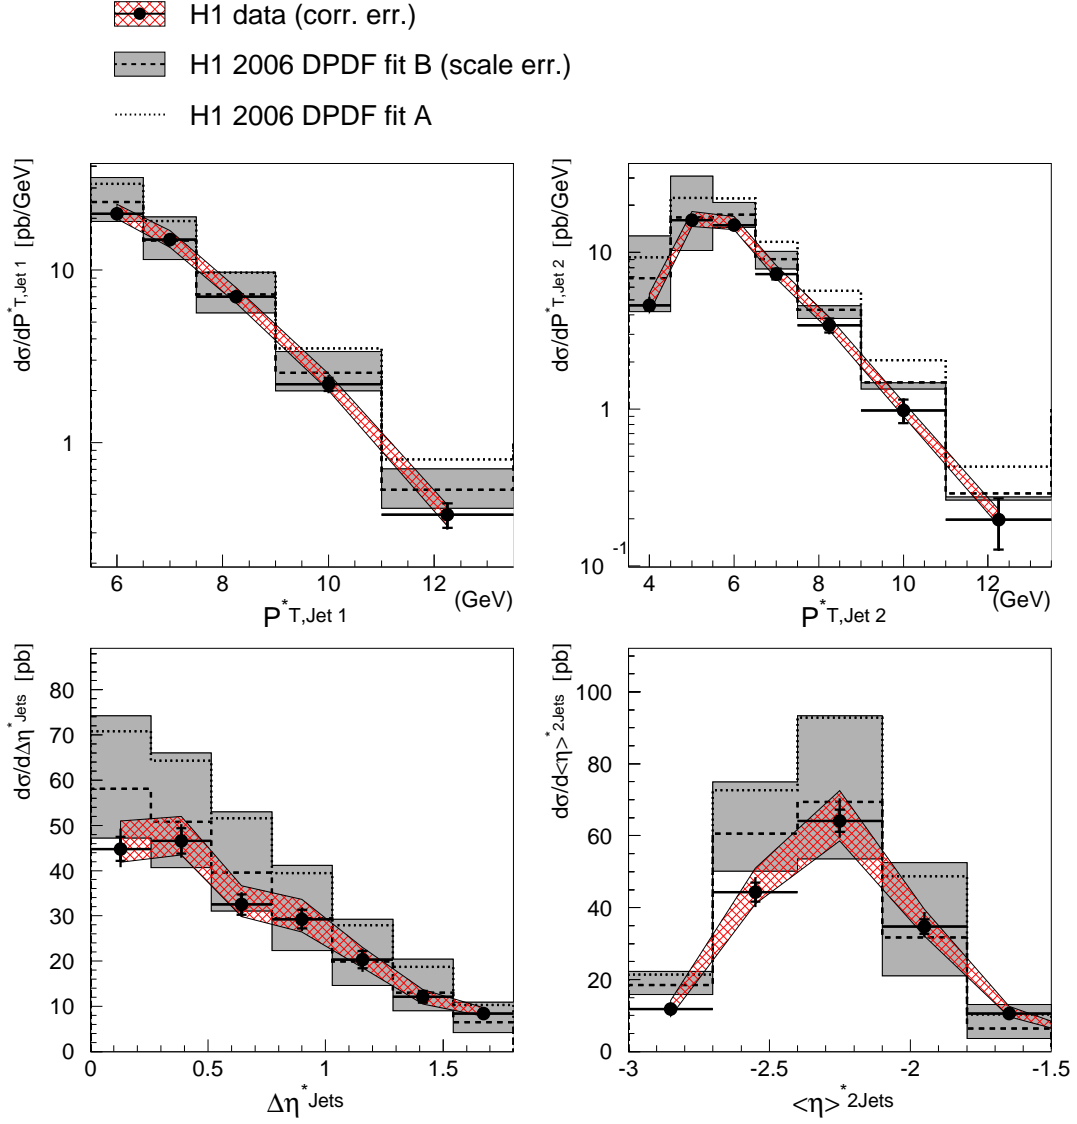 H1 data (corr. err.)
H1 2006 DPDF fit B (scale err.)
H1 2006 DPDF fit A
dσ/dP*T,Jet 1 [pb/GeV]
10
1
6 8 10 12
P*T,Jet 1 (GeV)
dσ/dP*T,Jet 2 [pb/GeV]
10
1
10 -1
4 6 8 10 12
P*T,Jet 2 (GeV)
dσ/dΔη*Jets [pb]
80
70
60
50
40
30
20
10
0
0 0.5 1 1.5
Δη*Jets
dσ/d<η>*2Jets [pb]
100
80
60
40
20
0
-3 -2.5 -2 -1.5
<η>*2Jets